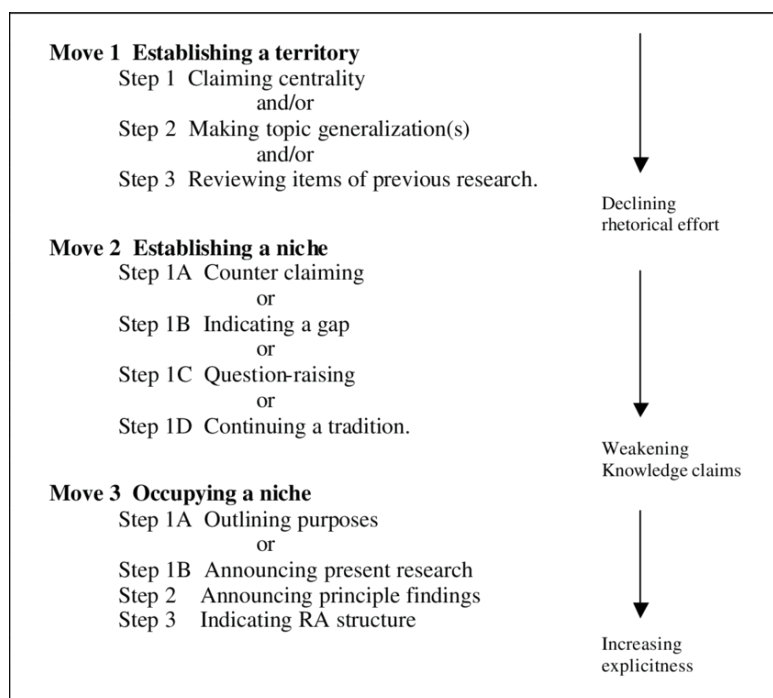 Move 1 Establishing a territory
Step 1 Claiming centrality
and/or
Step 2 Making topic generalization(s)
and/or
Step 3 Reviewing items of previous research.
Declining
rhetorical effort
Move 2 Establishing a niche
Step 1A Counter claiming
or
Step 1B Indicating a gap
or
Step 1C Question-raising
or
Step 1D Continuing a tradition.
Weakening
Knowledge claims
Move 3 Occupying a niche
Step 1A Outlining purposes
or
Step 1B Announcing present research
Step 2 Announcing principle findings
Step 3 Indicating RA structure
Increasing
explicitness